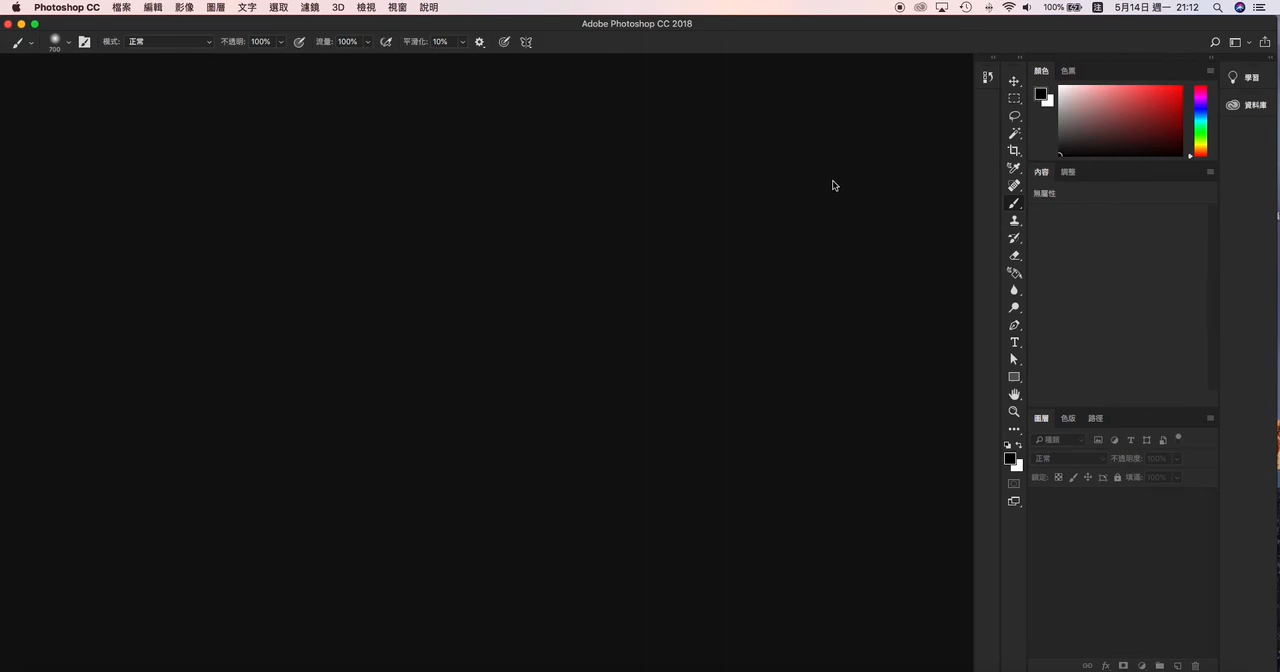 Photoshop CC 檔案 編輯 影像 圖層 文字 選取 濾鏡 3D 檢視 視窗 說明 100% 5月14日 週一 21:12
Adobe Photoshop CC 2018
700 模式: 正常 不透明: 100% 流量: 100% 平滑化: 10%
顏色 色票
學習
資料庫
內容 調整
無屬性
圖層 色版 路徑
種類
正常 不透明度: 100%
鎖定: 填滿: 100%
fx